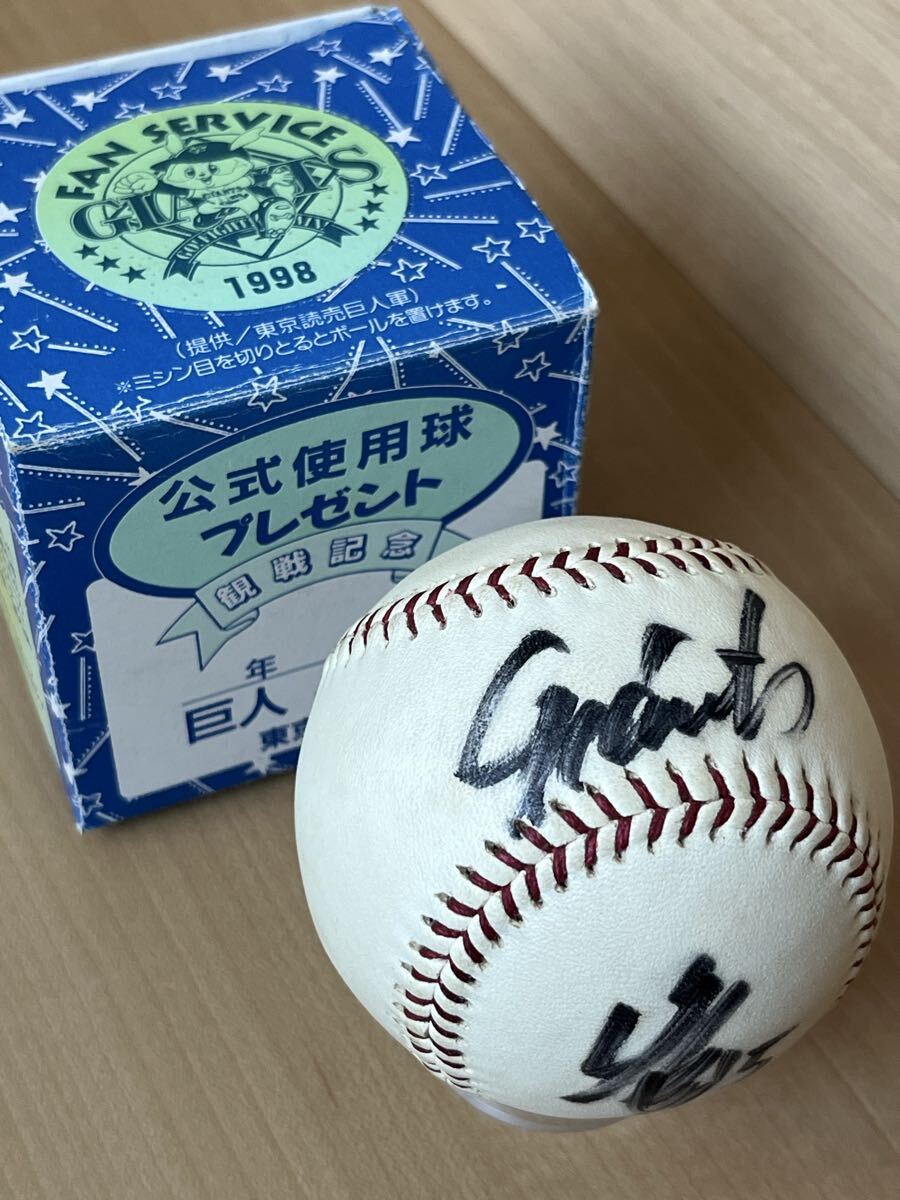 FAN SERVICE
GIANTS
1998
(提供/東京読売巨人軍)
※ミシン目を切りとるとボールを置けます。
公式使用球
プレゼント
観戦記念
年
巨人
東京
Giants